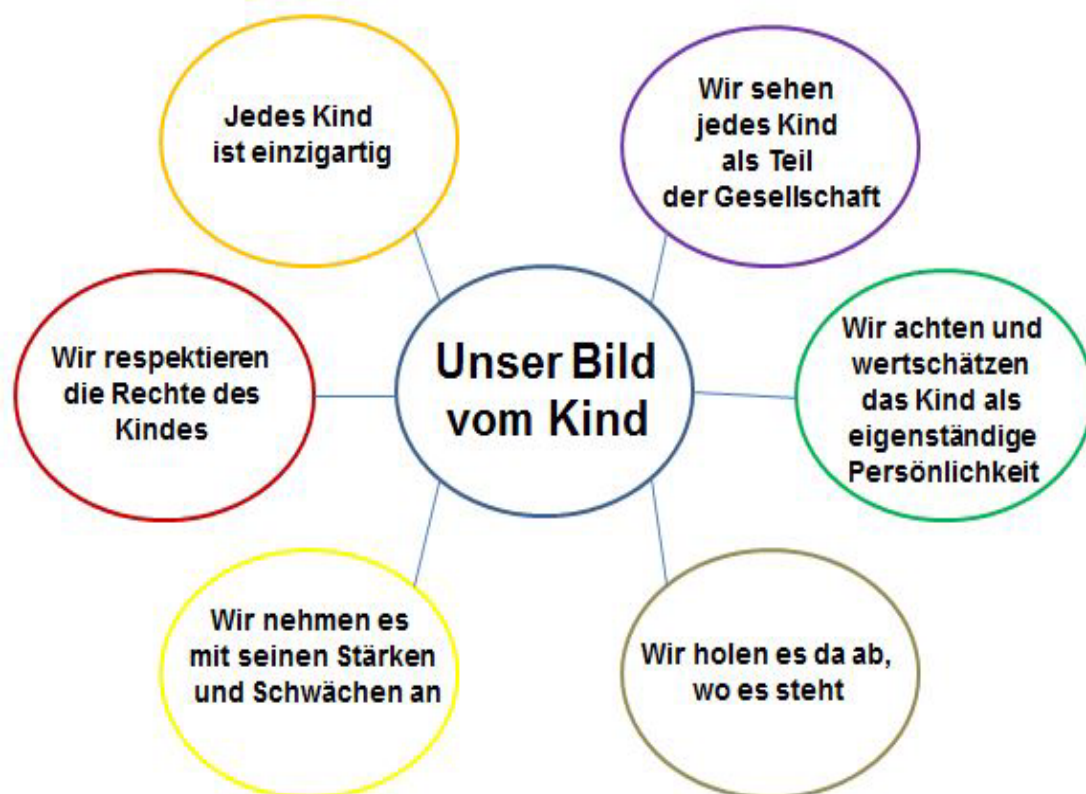 Jedes Kind
ist einzigartig
Wir sehen
jedes Kind
als Teil
der Gesellschaft
Wir respektieren
die Rechte des
Kindes
Unser Bild
vom Kind
Wir achten und
wertschätzen
das Kind als
eigenständige
Persönlichkeit
Wir nehmen es
mit seinen Stärken
und Schwächen an
Wir holen es da ab,
wo es steht